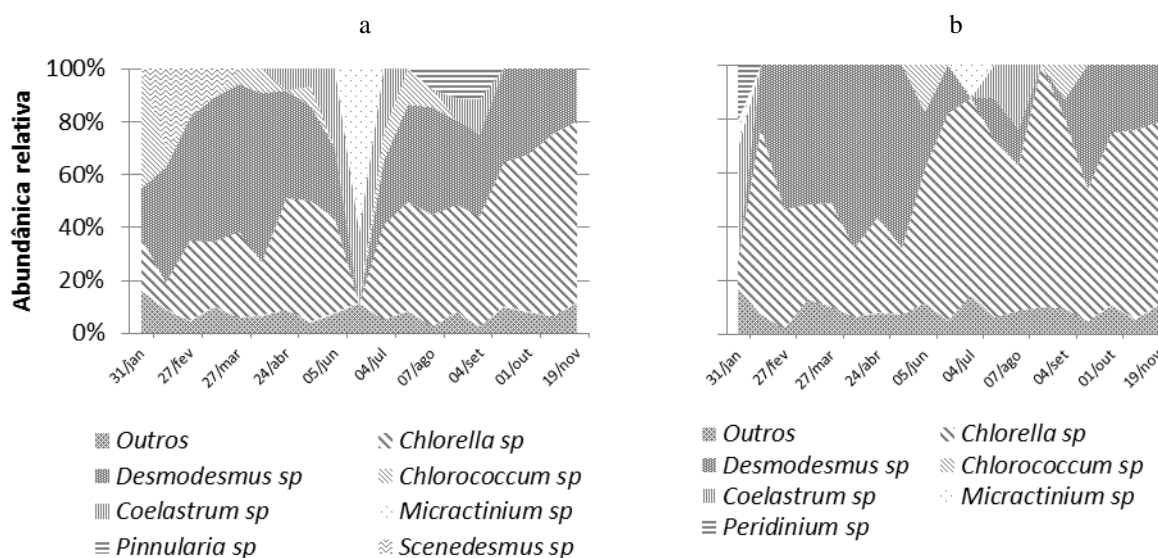 a
b
Abundânica relativa
100%
80%
60%
40%
20%
0%
31/jan
27/fev
27/mar
24/abr
05/jun
04/jul
07/ago
04/set
01/out
19/nov
31/jan
27/fev
27/mar
24/abr
05/jun
04/jul
07/ago
04/set
01/out
19/nov
Outros
Chlorella sp
Desmodesmus sp
Chlorococcum sp
Coelastrum sp
Micractinium sp
Pinnularia sp
Scenedesmus sp
Outros
Chlorella sp
Desmodesmus sp
Chlorococcum sp
Coelastrum sp
Micractinium sp
Peridinium sp